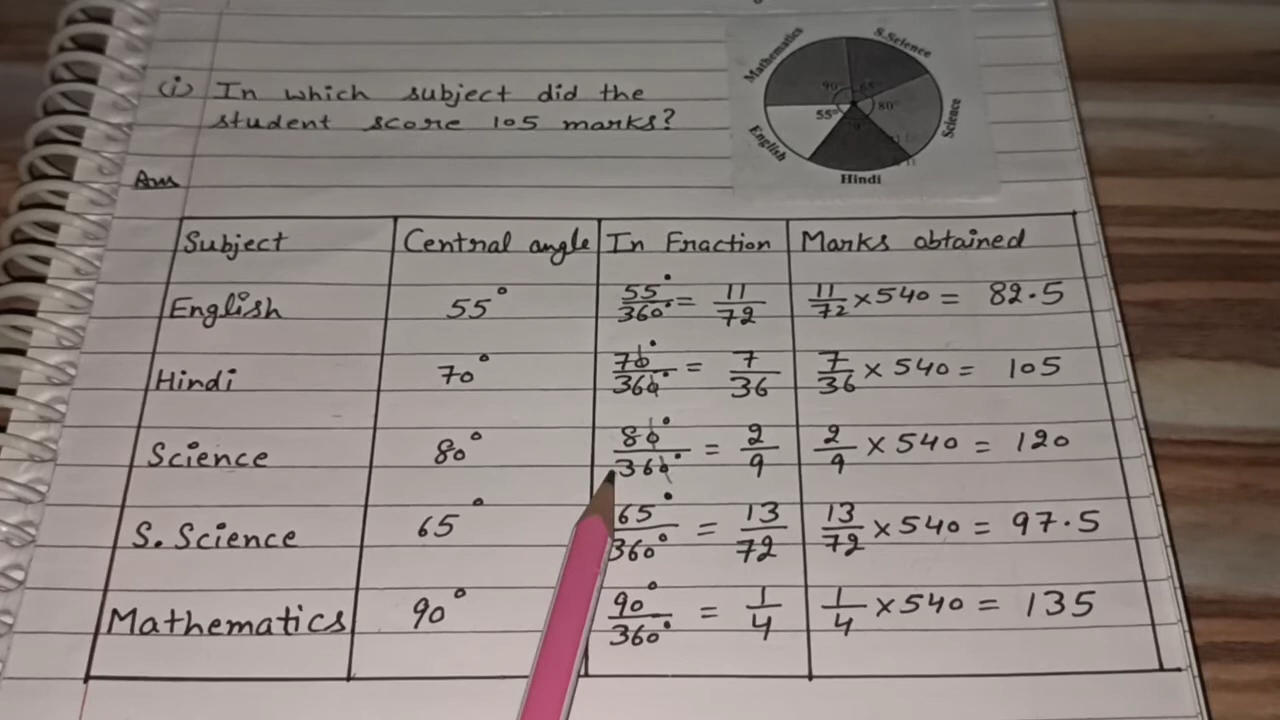 (i) In which subject did the
student score 105 marks?
Mathematics
S.Science
90° 65°
55° 80°
70°
English
Science
Hindi
Ans
Subject Central angle In Fraction Marks obtained
English 55° 55°/360° = 11/72 11/72 × 540 = 82.5
Hindi 70° 70°/360° = 7/36 7/36 × 540 = 105
Science 80° 80°/360° = 2/9 2/9 × 540 = 120
S. Science 65° 65°/360° = 13/72 13/72 × 540 = 97.5
Mathematics 90° 90°/360° = 1/4 1/4 × 540 = 135